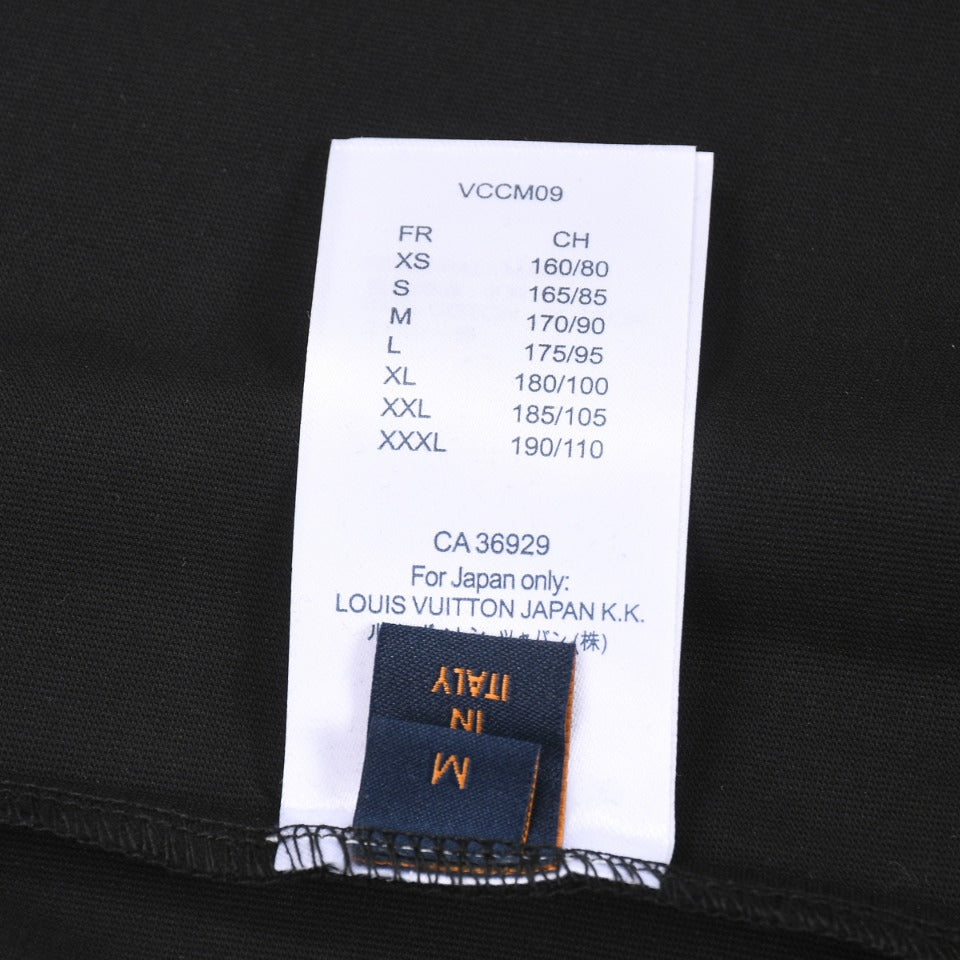 VCCM09
FR CH
XS 160/80
S 165/85
M 170/90
L 175/95
XL 180/100
XXL 185/105
XXXL 190/110
CA 36929
For Japan only:
LOUIS VUITTON JAPAN K.K.
(株)
IN
ITALY
M